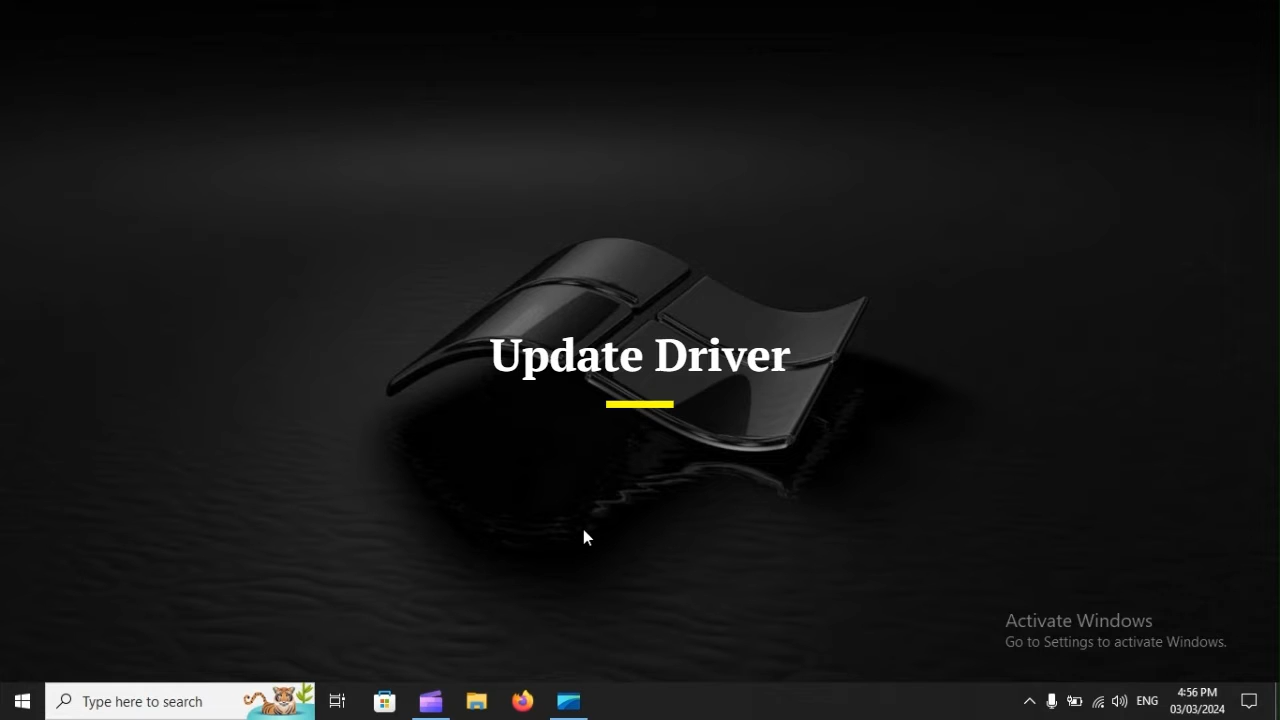 Update Driver
Activate Windows
Go to Settings to activate Windows.
Type here to search
ENG
4:56 PM
03/03/2024